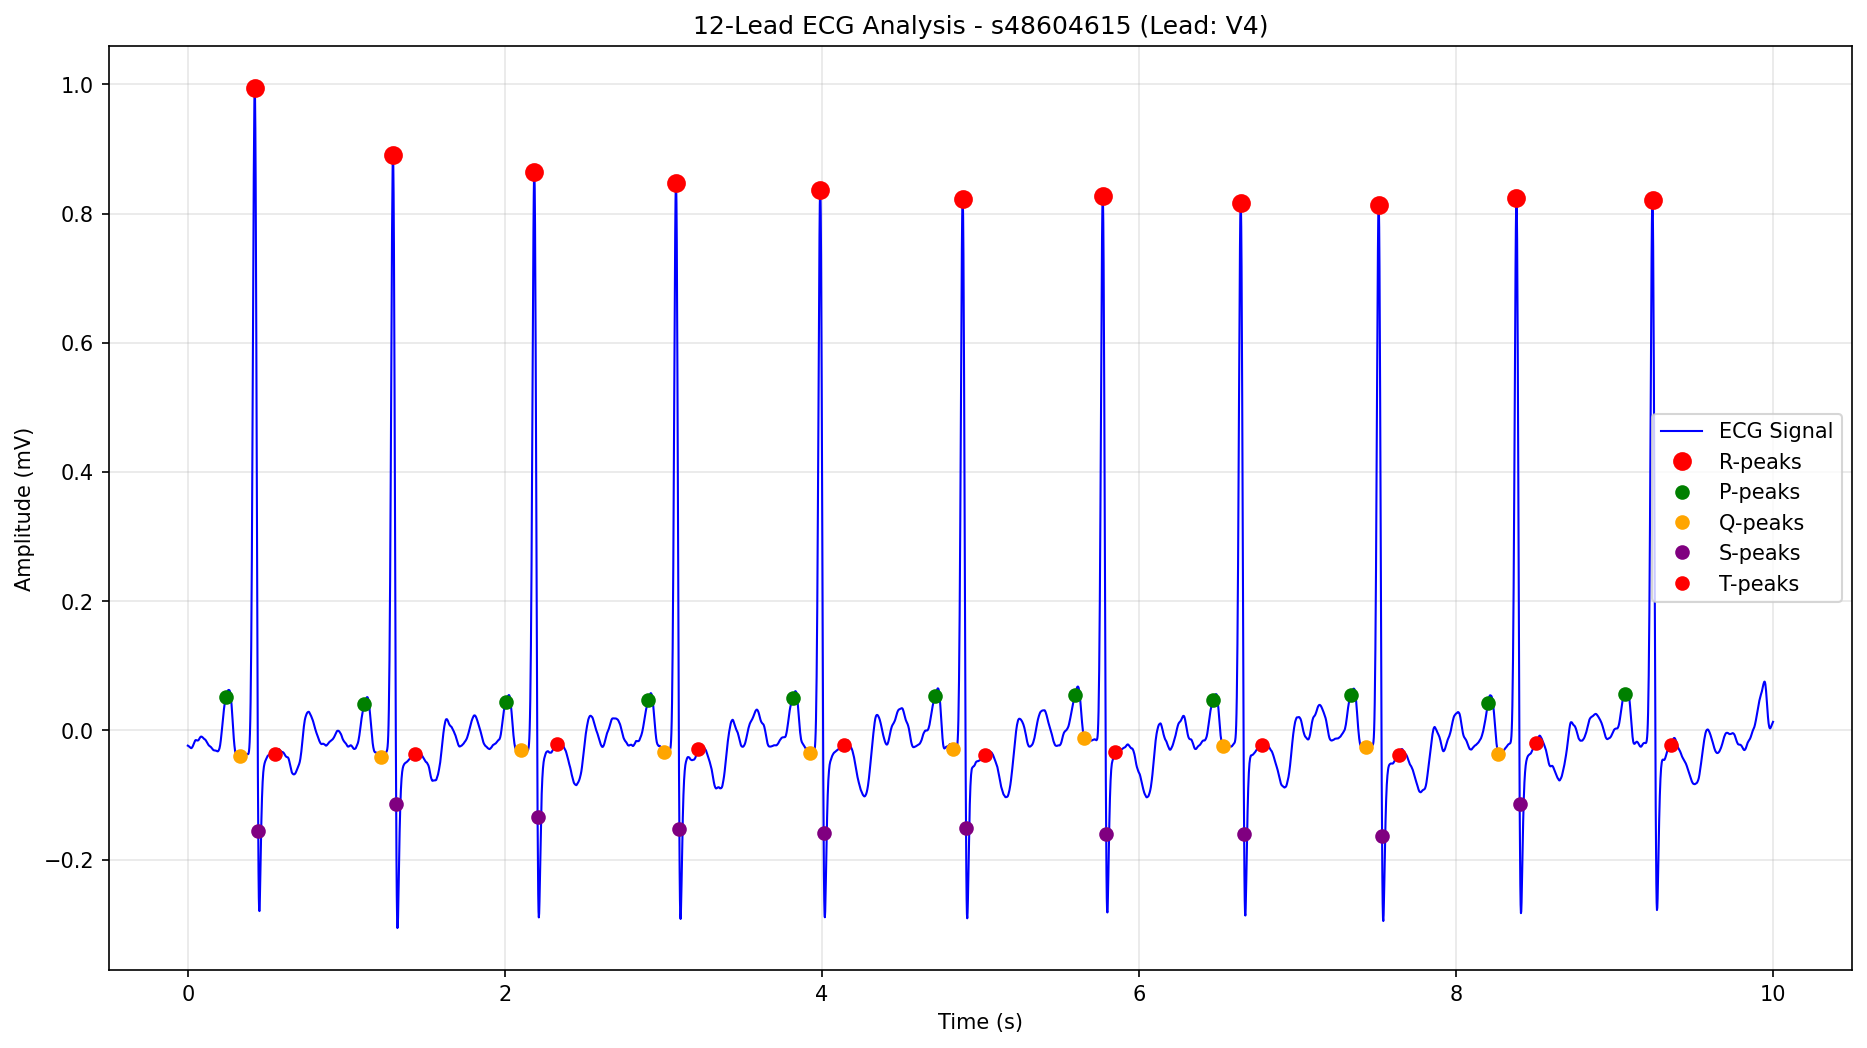 12-Lead ECG Analysis - s48604615 (Lead: V4)
Amplitude (mV)
1.0
0.8
0.6
0.4
0.2
0.0
−0.2
ECG Signal
R-peaks
P-peaks
Q-peaks
S-peaks
T-peaks
0 2 4 6 8 10
Time (s)